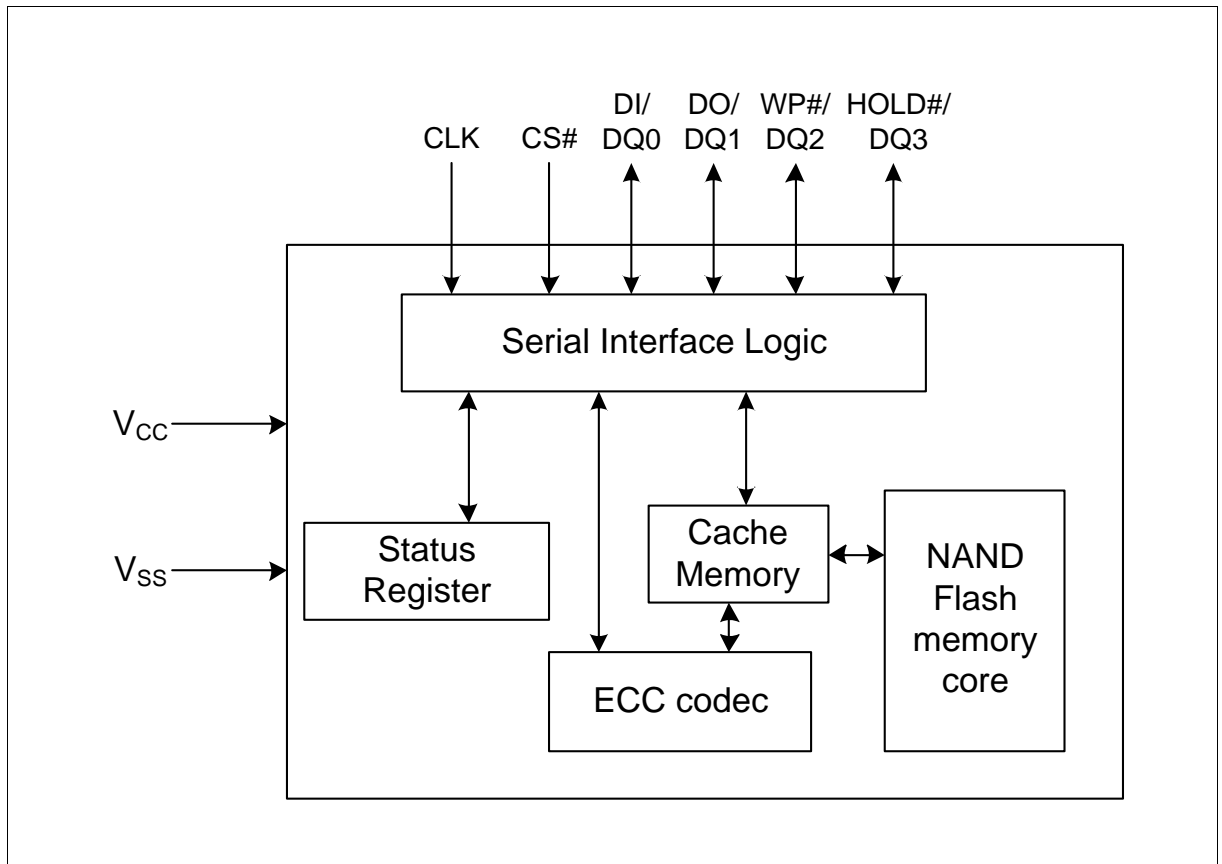 DI/ DO/ WP#/ HOLD#/
CLK CS# DQ0 DQ1 DQ2 DQ3
Serial Interface Logic
VCC
VSS
Status
Register
Cache
Memory
NAND
Flash
memory
core
ECC codec